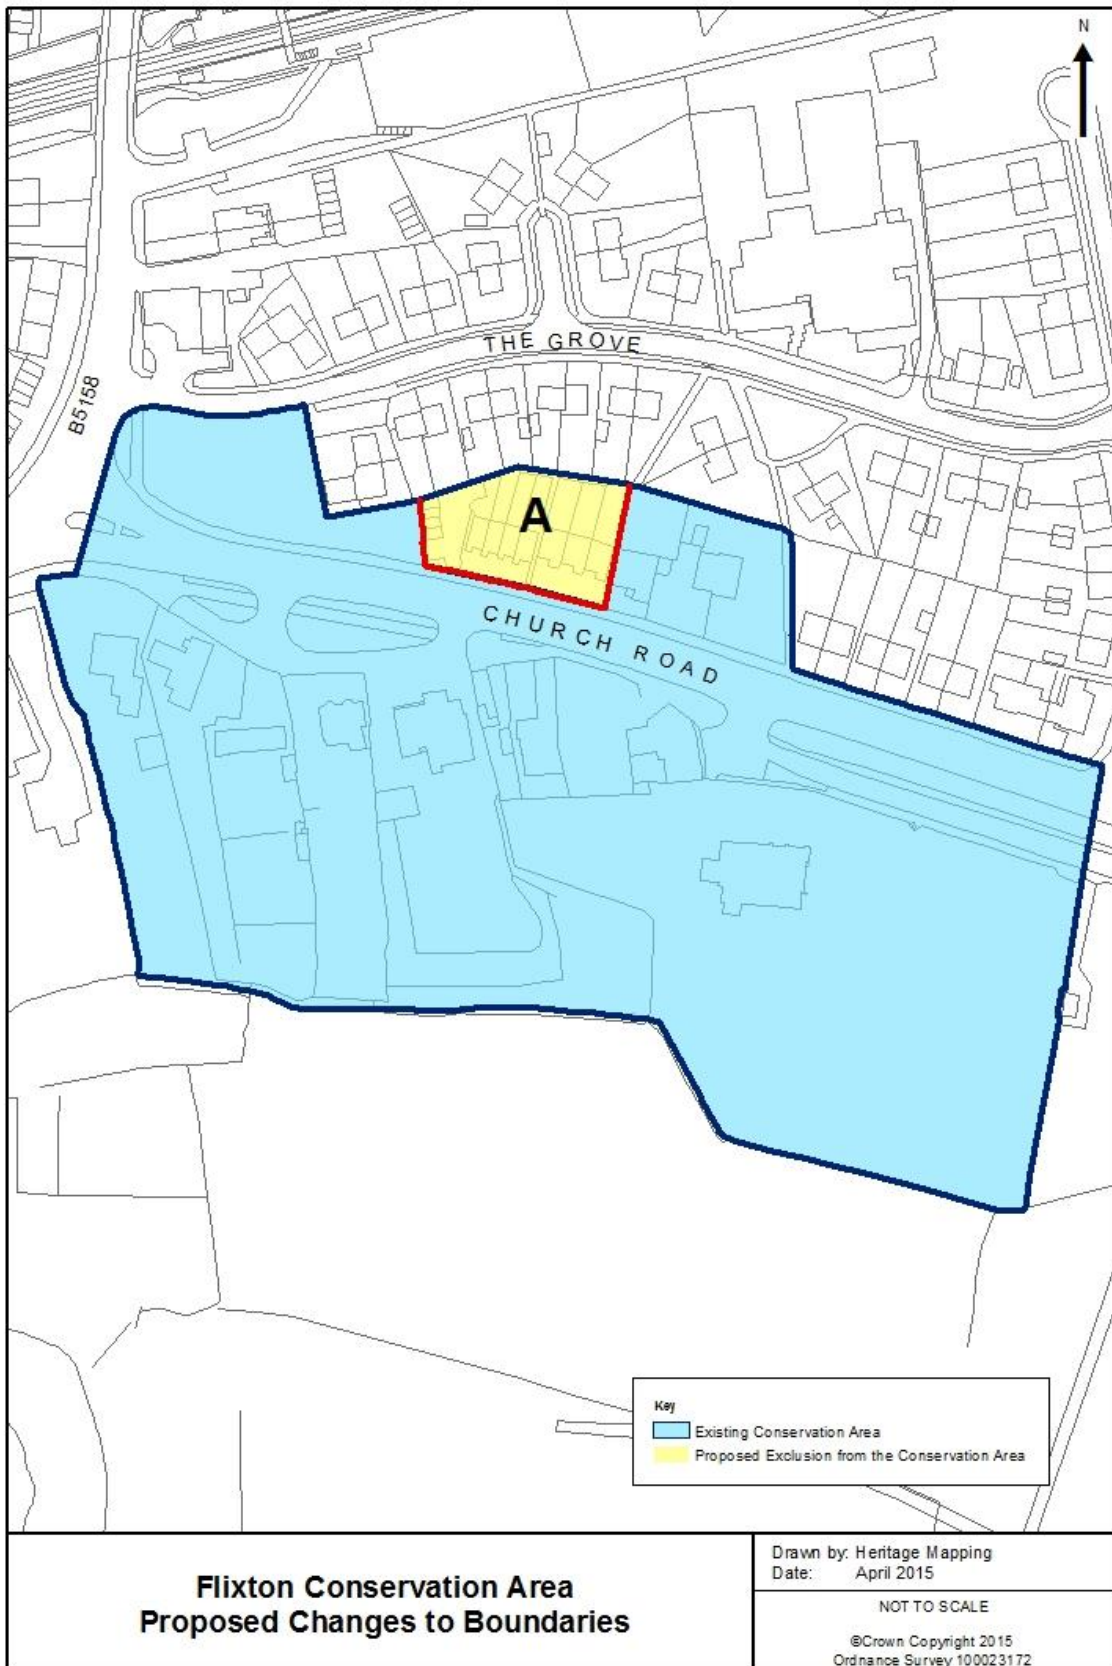 N
THE GROVE
B5158
A
CHURCH ROAD
Key
Existing Conservation Area
Proposed Exclusion from the Conservation Area
Flixton Conservation Area
Proposed Changes to Boundaries
Drawn by: Heritage Mapping
Date: April 2015
NOT TO SCALE
©Crown Copyright 2015
Ordnance Survey 100023172